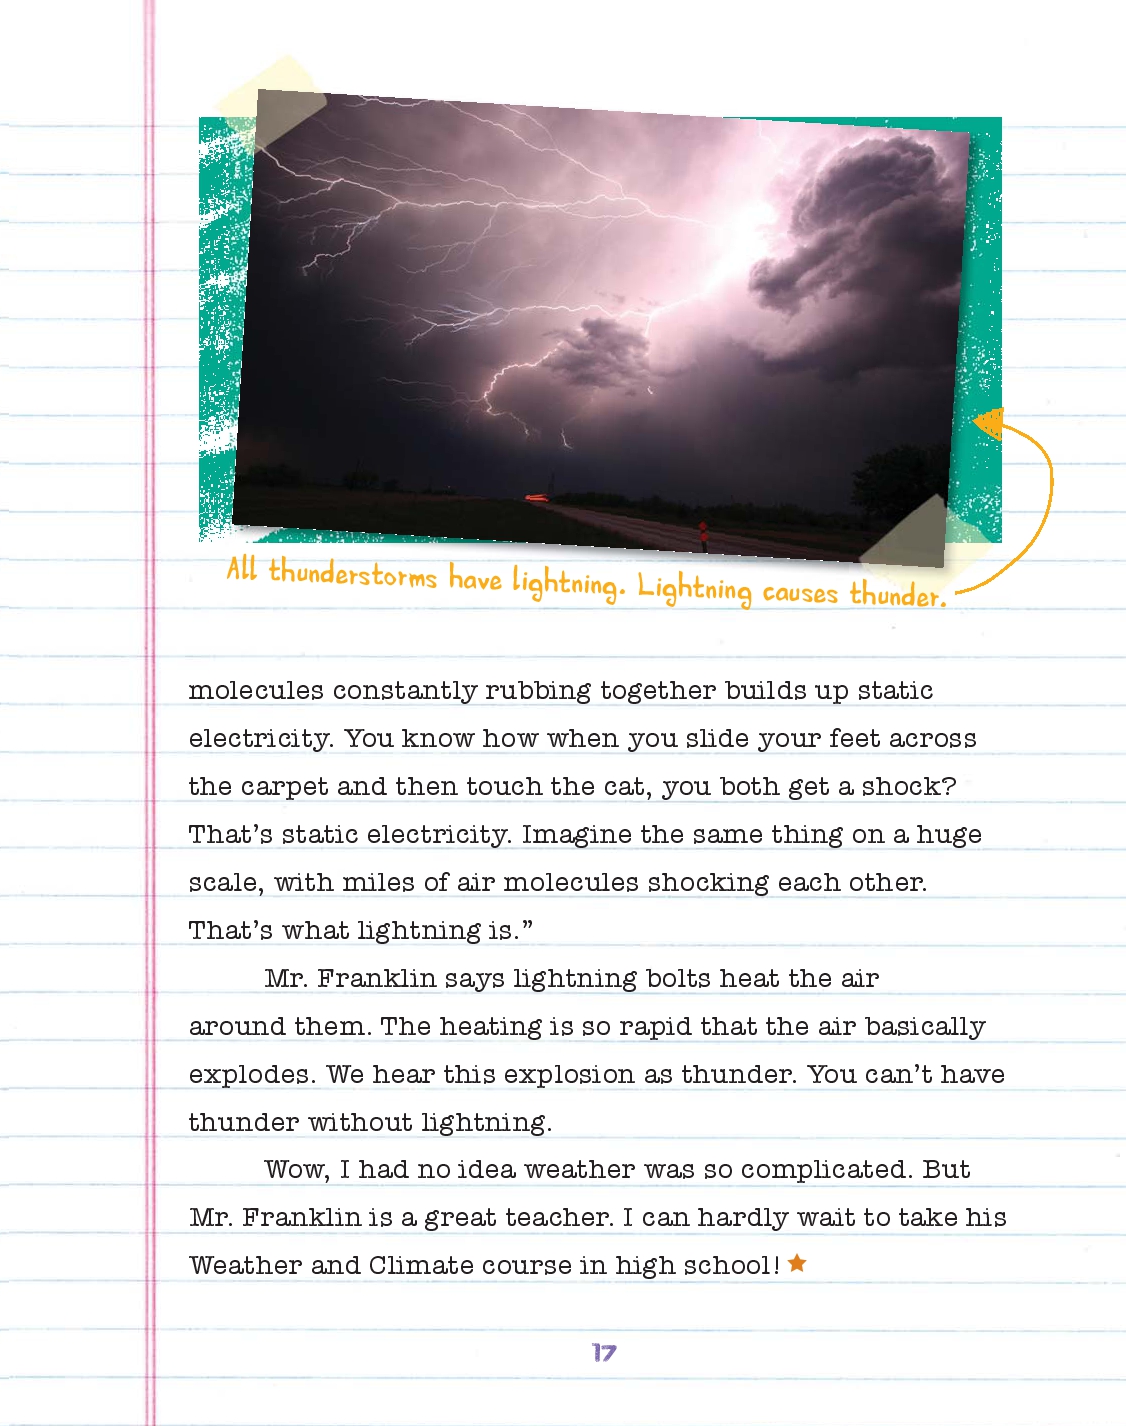 All thunderstorms have lightning. Lightning causes thunder.
molecules constantly rubbing together builds up static
electricity. You know how when you slide your feet across
the carpet and then touch the cat, you both get a shock?
That’s static electricity. Imagine the same thing on a huge
scale, with miles of air molecules shocking each other.
That’s what lightning is.”
Mr. Franklin says lightning bolts heat the air
around them. The heating is so rapid that the air basically
explodes. We hear this explosion as thunder. You can’t have
thunder without lightning.
Wow, I had no idea weather was so complicated. But
Mr. Franklin is a great teacher. I can hardly wait to take his
Weather and Climate course in high school!
17